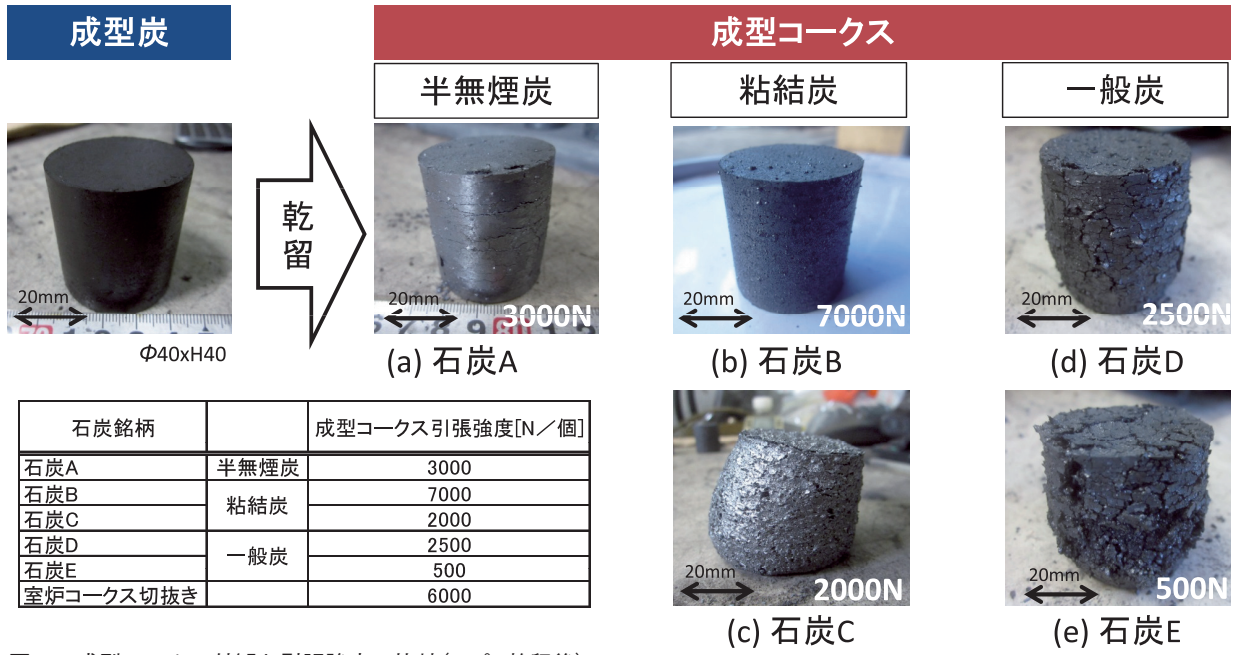 成型炭
成型コークス
半無煙炭
粘結炭
一般炭
乾
留
20mm
20mm
3000N
20mm
7000N
20mm
2500N
Φ40xH40
(a) 石炭A
(b) 石炭B
(d) 石炭D
石炭銘柄 成型コークス引張強度[N／個]
石炭A 半無煙炭 3000
石炭B 粘結炭 7000
石炭C 2000
石炭D 一般炭 2500
石炭E 500
室炉コークス切抜き 6000
20mm
2000N
20mm
500N
(c) 石炭C
(e) 石炭E